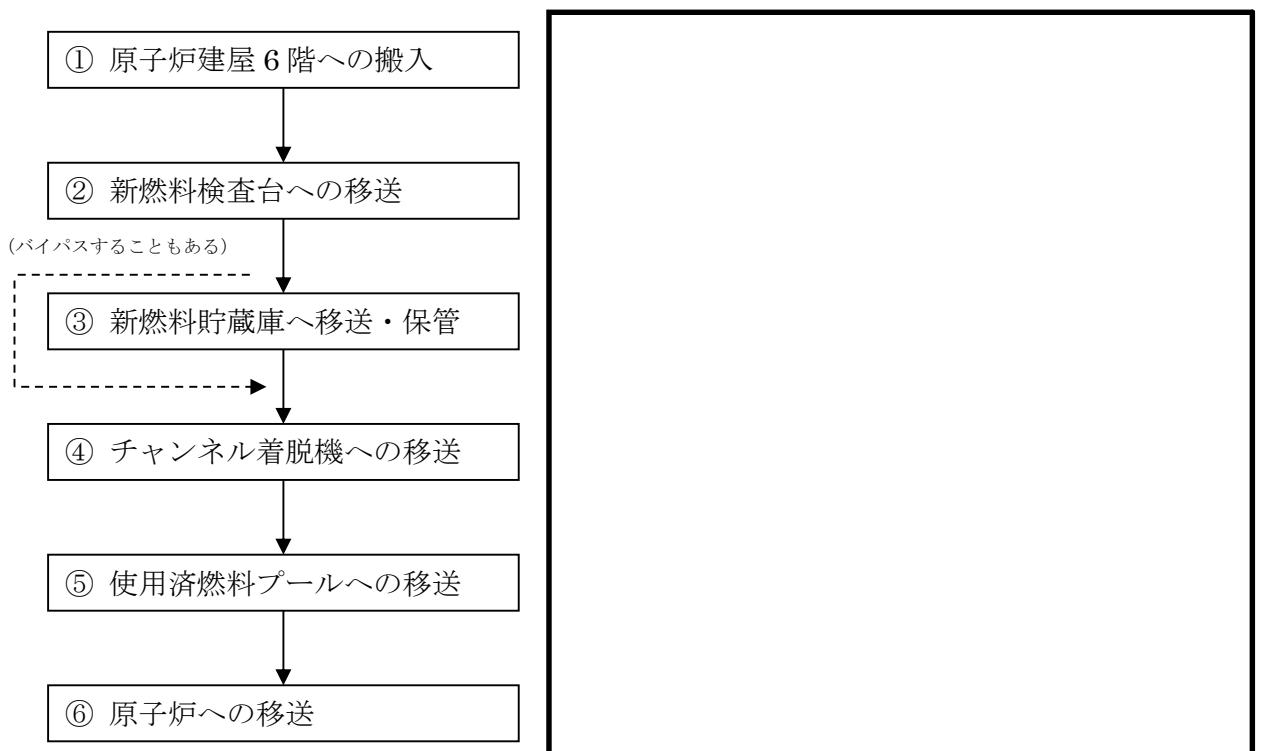 ① 原子炉建屋6階への搬入
② 新燃料検査台への移送
(バイパスすることもある)
③ 新燃料貯蔵庫へ移送・保管
④ チャンネル着脱機への移送
⑤ 使用済燃料プールへの移送
⑥ 原子炉への移送